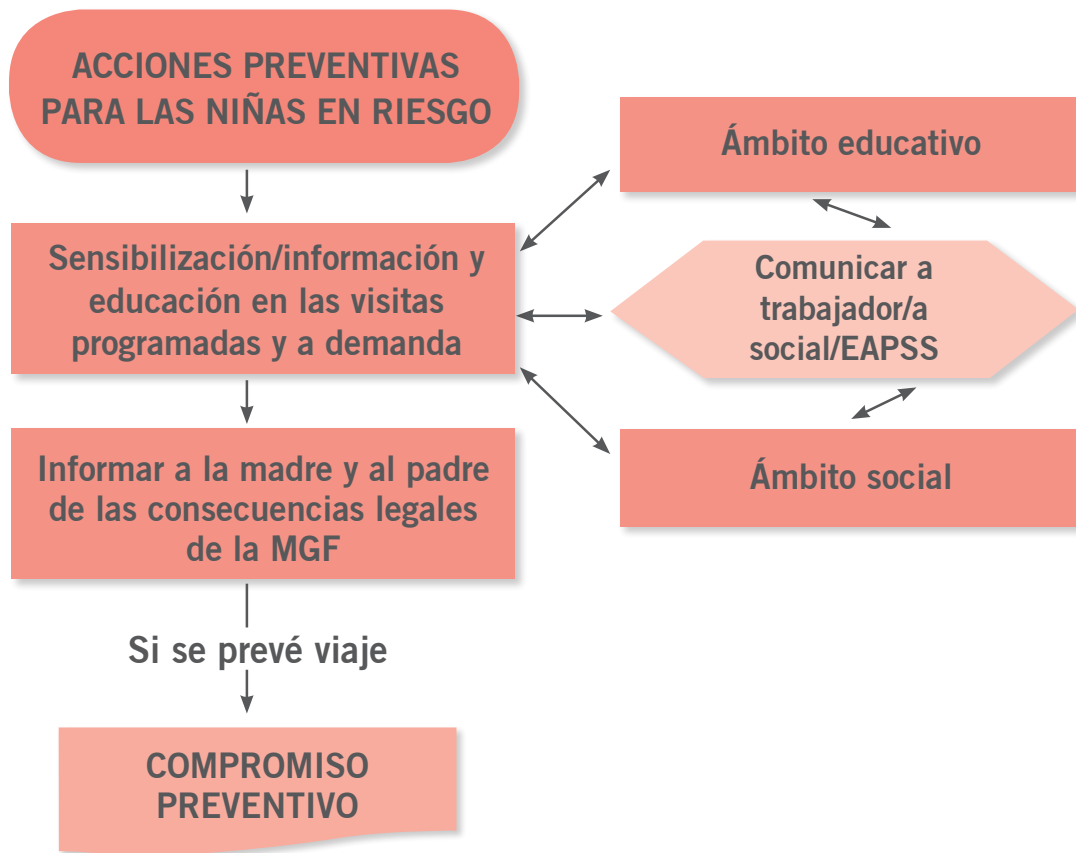 ACCIONES PREVENTIVAS
PARA LAS NIÑAS EN RIESGO
Sensibilización/información y
educación en las visitas
programadas y a demanda
Informar a la madre y al padre
de las consecuencias legales
de la MGF
Si se prevé viaje
COMPROMISO
PREVENTIVO
Ámbito educativo
Comunicar a
trabajador/a
social/EAPSS
Ámbito social